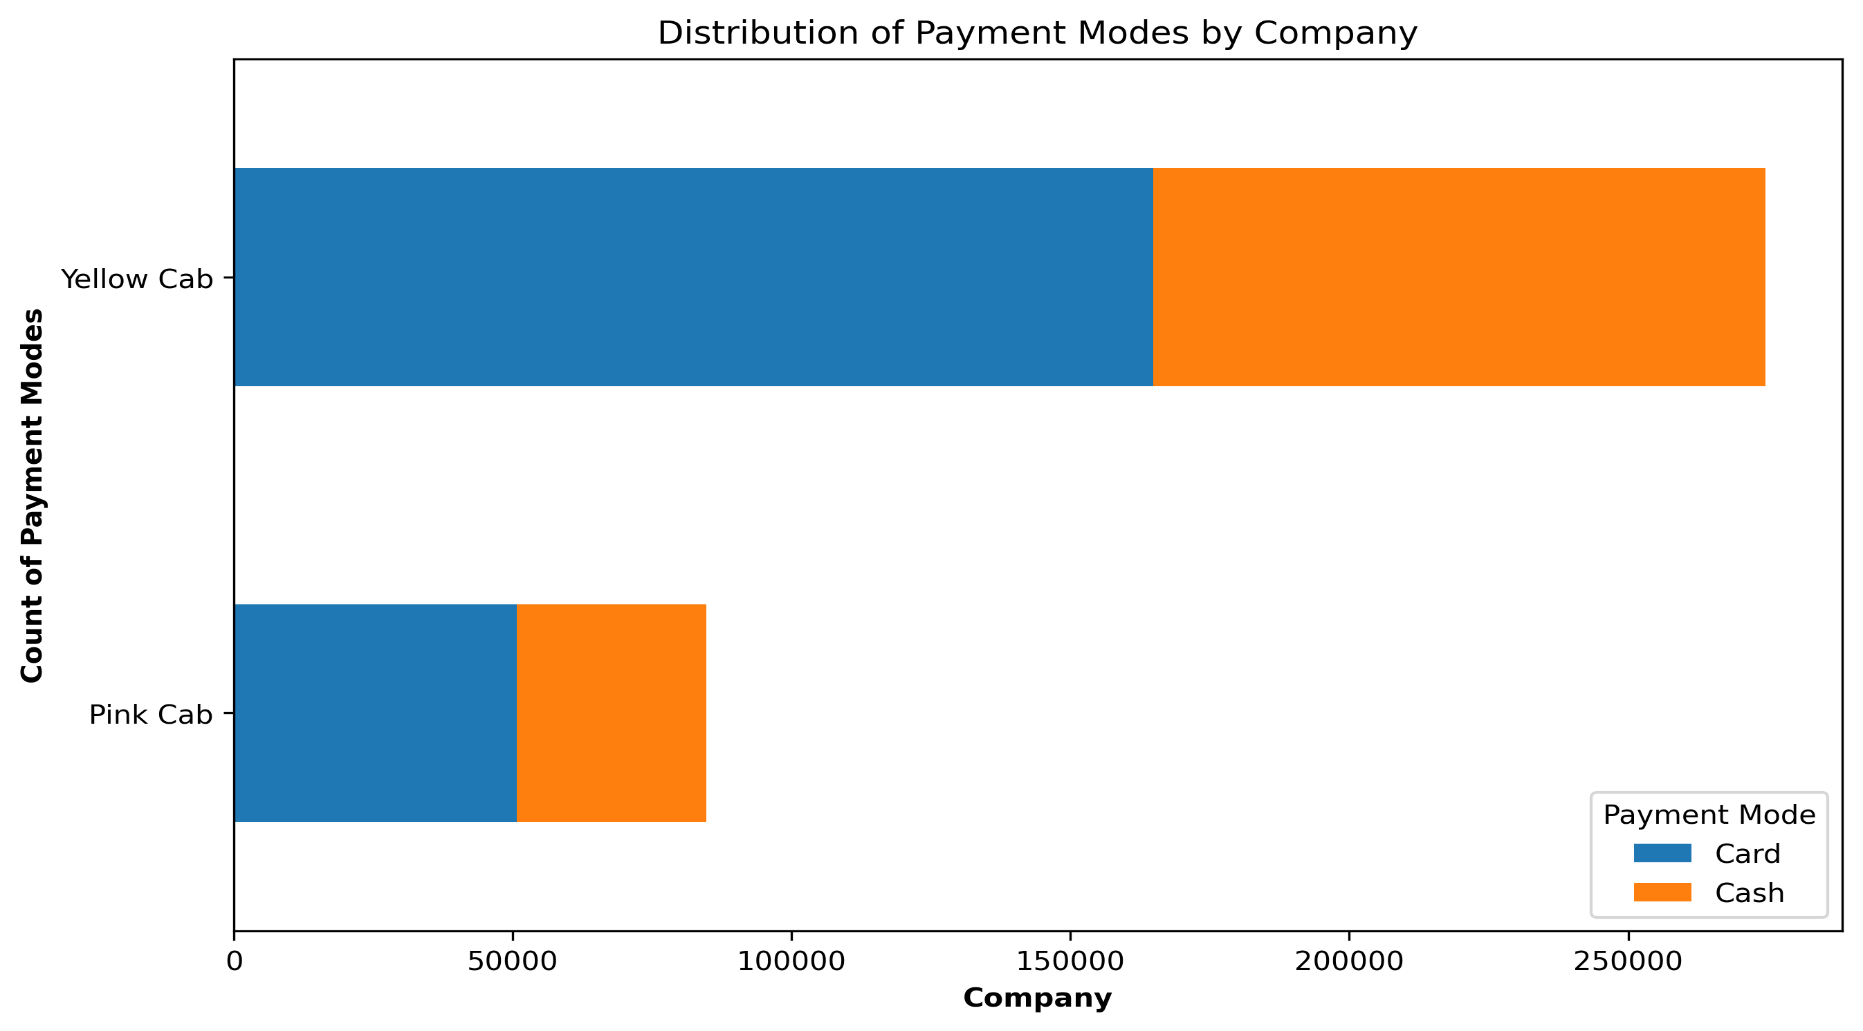 Distribution of Payment Modes by Company
Count of Payment Modes
Yellow Cab
Pink Cab
Payment Mode
Card
Cash
0 50000 100000 150000 200000 250000
Company